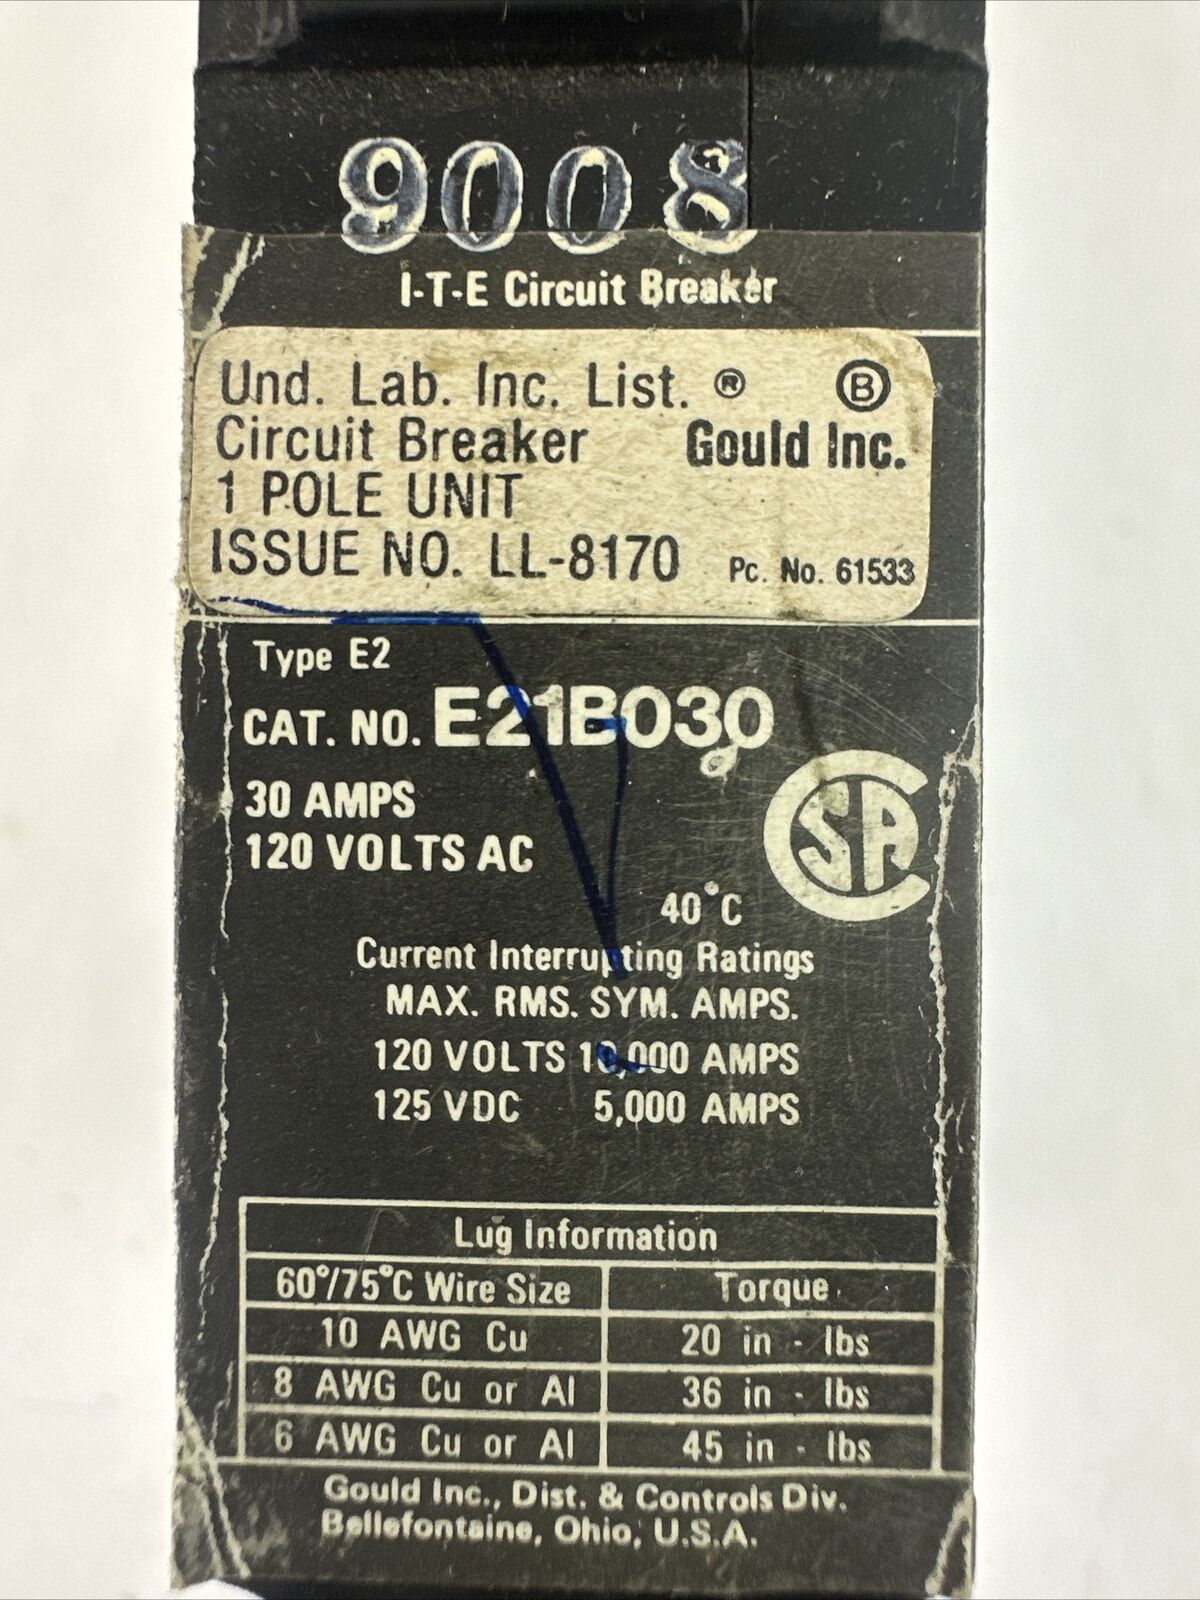 9008
I-T-E Circuit Breaker
Und. Lab. Inc. List. ® Ⓑ
Circuit Breaker Gould Inc.
1 POLE UNIT
ISSUE NO. LL-8170 Pc. No. 61533
Type E2
CAT. NO. E21B030
30 AMPS
120 VOLTS AC
CSA
40°C
Current Interrupting Ratings
MAX. RMS. SYM. AMPS.
120 VOLTS 10,000 AMPS
125 VDC 5,000 AMPS
Lug Information
60°/75°C Wire Size Torque
10 AWG Cu 20 in - lbs
8 AWG Cu or Al 36 in - lbs
6 AWG Cu or Al 45 in - lbs
Gould Inc., Dist. & Controls Div.
Bellefontaine, Ohio, U.S.A.